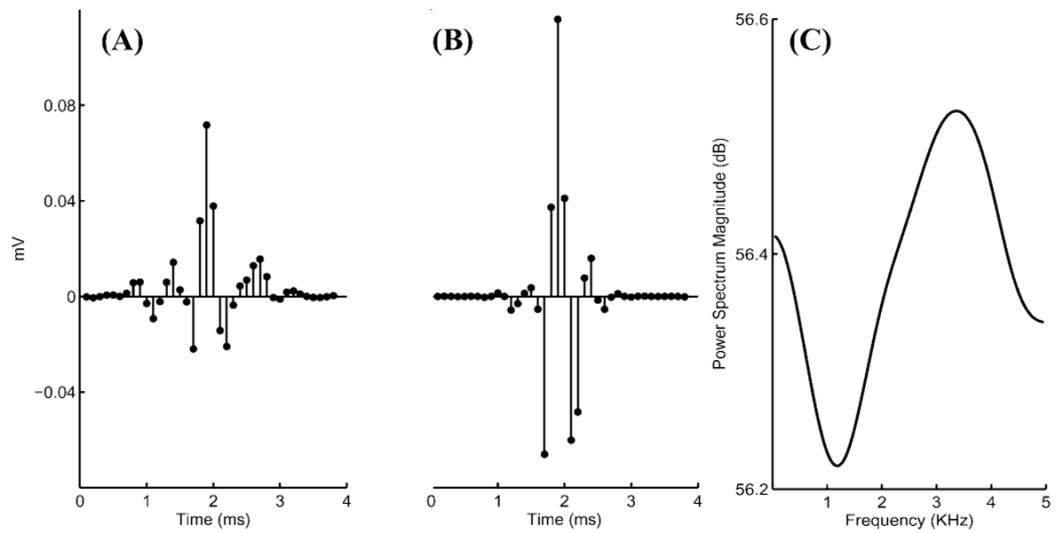 (A)
mV
0.08
0.04
0
−0.04
0 1 2 3 4
Time (ms)
(B)
0 1 2 3 4
Time (ms)
(C)
Power Spectrum Magnitude (dB)
56.6
56.4
56.2
1 2 3 4 5
Frequency (KHz)